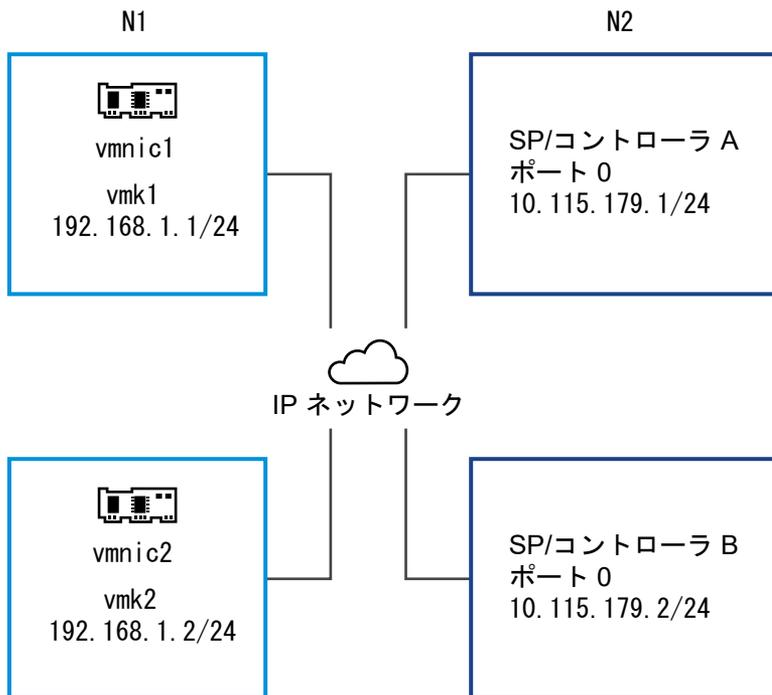 N1
N2
vmnic1
vmk1
192.168.1.1/24
SP/コントローラ A
ポート 0
10.115.179.1/24
IP ネットワーク
vmnic2
vmk2
192.168.1.2/24
SP/コントローラ B
ポート 0
10.115.179.2/24